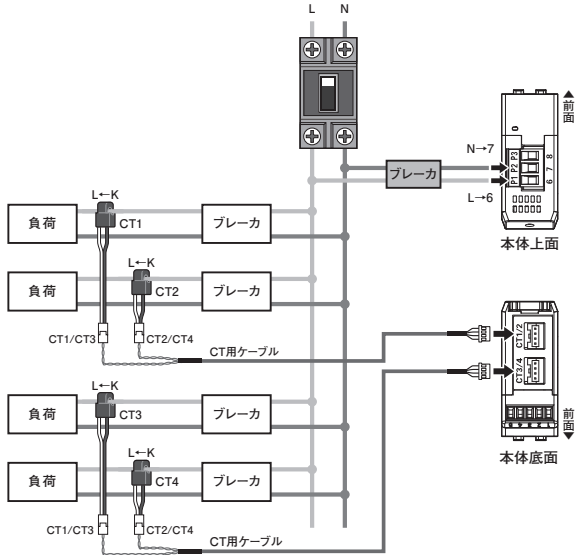 L N
前面
N→7
P3 8
P2 7
P1 6
ブレーカ
L→6
本体上面
L←K
負荷 CT1 ブレーカ
L←K
負荷 CT2 ブレーカ
CT1/CT3 CT2/CT4
CT用ケーブル
CT1/2
CT3/4
L←K
負荷 CT3 ブレーカ
前面
L←K
本体底面
負荷 CT4 ブレーカ
CT1/CT3 CT2/CT4
CT用ケーブル